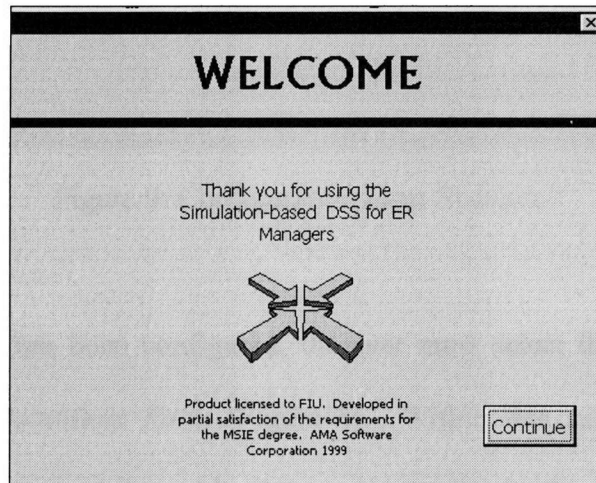 WELCOME
Thank you for using the
Simulation-based DSS for ER
Managers
Product licensed to FIU. Developed in
partial satisfaction of the requirements for
the MSIE degree. AMA Software
Corporation 1999
Continue